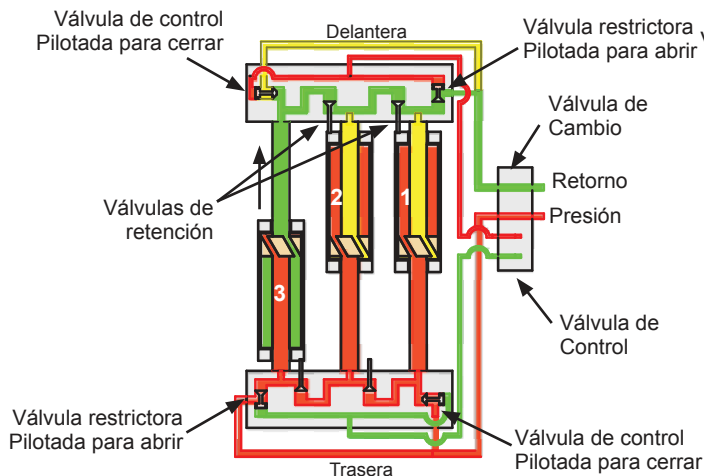 Válvula de control
Pilotada para cerrar
Delantera
Válvula restrictora
Pilotada para abrir
Válvula de
Cambio
Retorno
Presión
Válvulas de
retención
2
1
3
Válvula de
Control
Válvula restrictora
Pilotada para abrir
Válvula de control
Pilotada para cerrar
Trasera